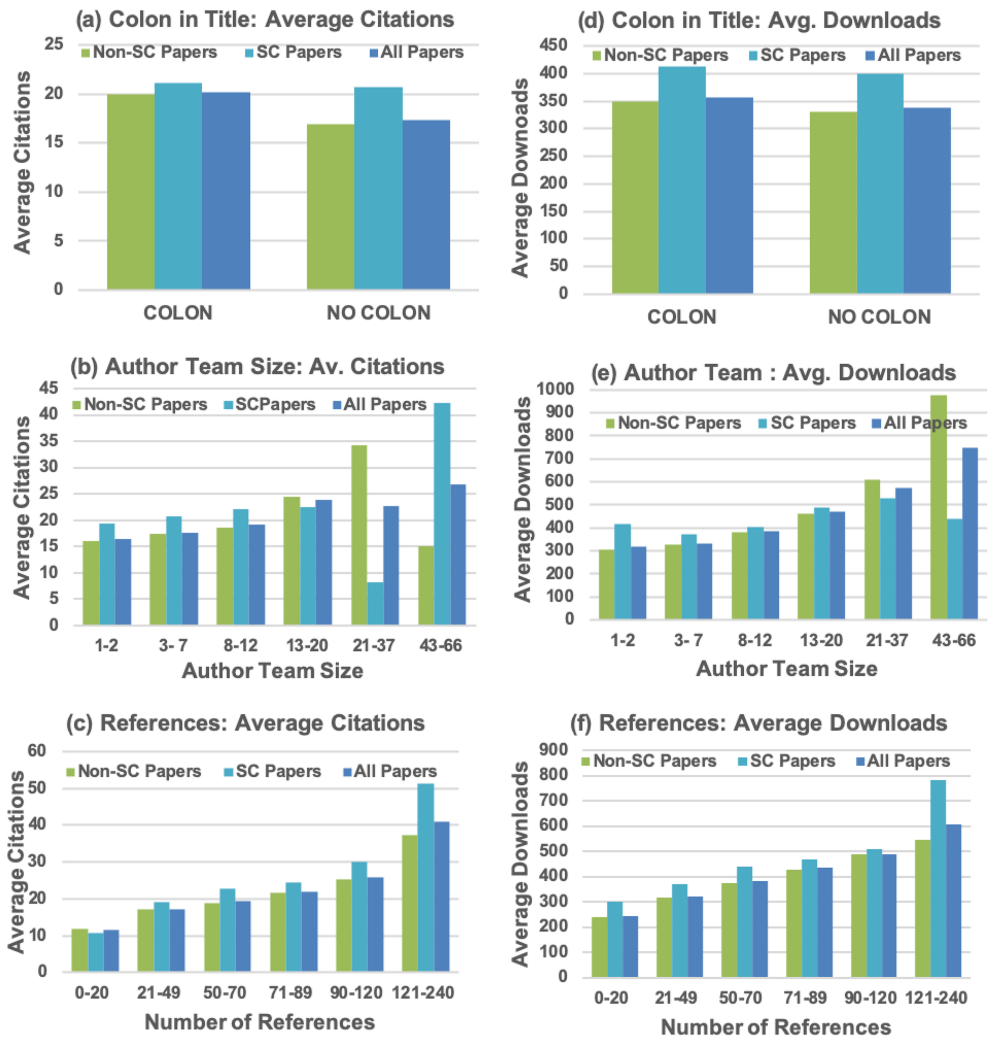 (a) Colon in Title: Average Citations
25
20
15
10
5
0
Average Citations
Non-SC Papers SC Papers All Papers
COLON NO COLON
(d) Colon in Title: Avg. Downloads
450
400
350
300
250
200
150
100
50
0
Average Downoads
Non-SC Papers SC Papers All Papers
COLON NO COLON
(b) Author Team Size: Av. Citations
45
40
35
30
25
20
15
10
5
0
Average Citations
Non-SC Papers SCPapers All Papers
1-2 3- 7 8-12 13-20 21-37 43-66
Author Team Size
(e) Author Team : Avg. Downloads
1000
900
800
700
600
500
400
300
200
100
0
Average Downloads
Non-SC Papers SC Papers All Papers
1-2 3- 7 8-12 13-20 21-37 43-66
Author Team Size
(c) References: Average Citations
60
50
40
30
20
10
0
Average Citations
Non-SC Papers SC Papers All Papers
0-20 21-49 50-70 71-89 90-120 121-240
Number of References
(f) References: Average Downloads
900
800
700
600
500
400
300
200
100
0
Average Downloads
Non-SC Papers SC Papers All Papers
0-20 21-49 50-70 71-89 90-120 121-240
Number of References